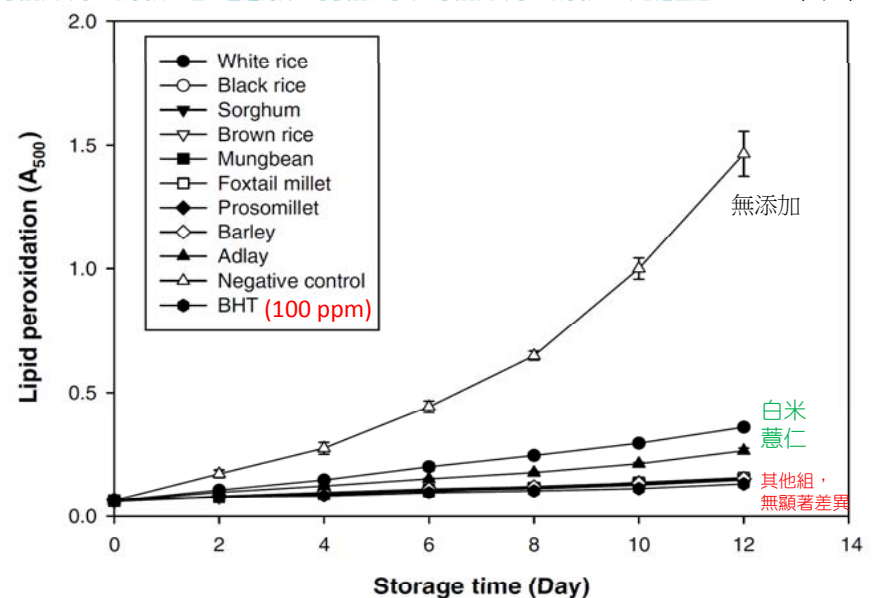 2.0
1.5
1.0
0.5
0.0
Lipid peroxidation (A500)
White rice
Black rice
Sorghum
Brown rice
Mungbean
Foxtail millet
Prosomillet
Barley
Adlay
Negative control
BHT (100 ppm)
無添加
白米
薏仁
其他組，
無顯著差異
0 2 4 6 8 10 12 14
Storage time (Day)